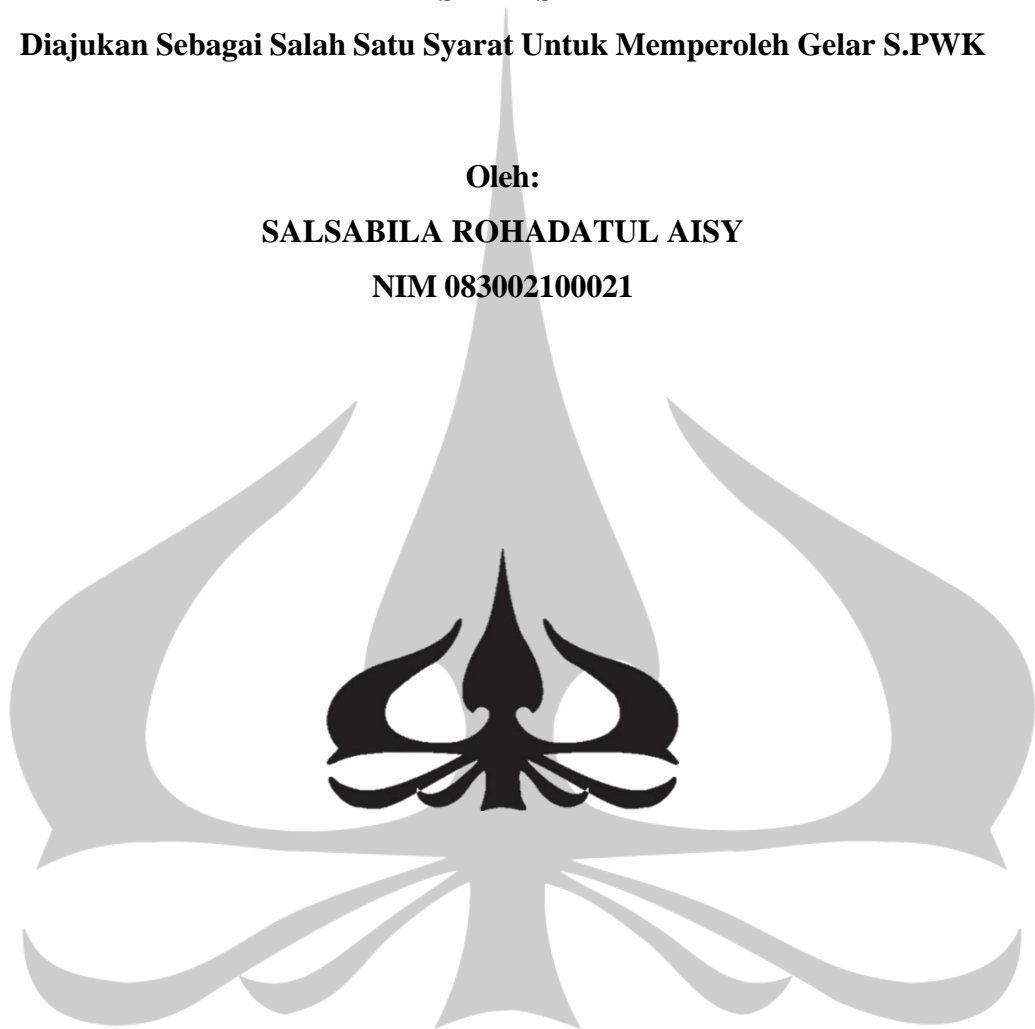 Diajukan Sebagai Salah Satu Syarat Untuk Memperoleh Gelar S.PWK
Oleh:
SALSABILA ROHADATUL AISY
NIM 083002100021